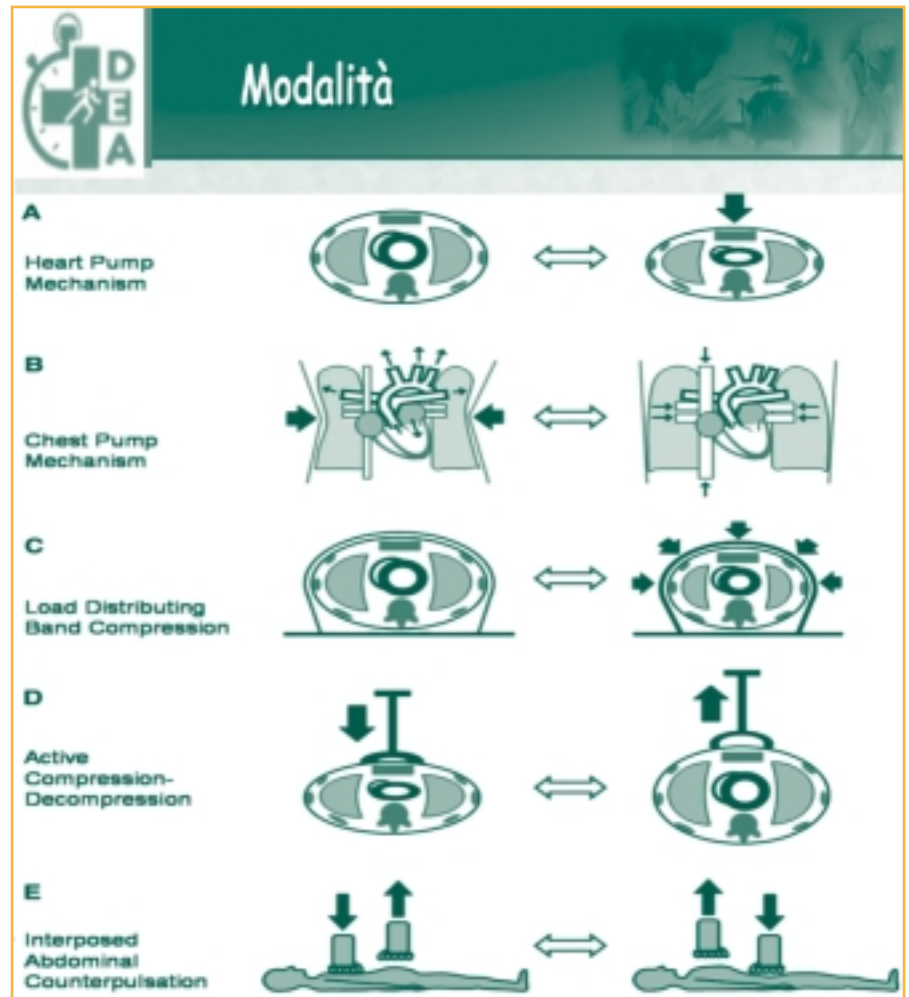 D
E
A
Modalità
A
Heart Pump
Mechanism
B
Chest Pump
Mechanism
C
Load Distributing
Band Compression
D
Active
Compression-
Decompression
E
Interposed
Abdominal
Counterpulsation